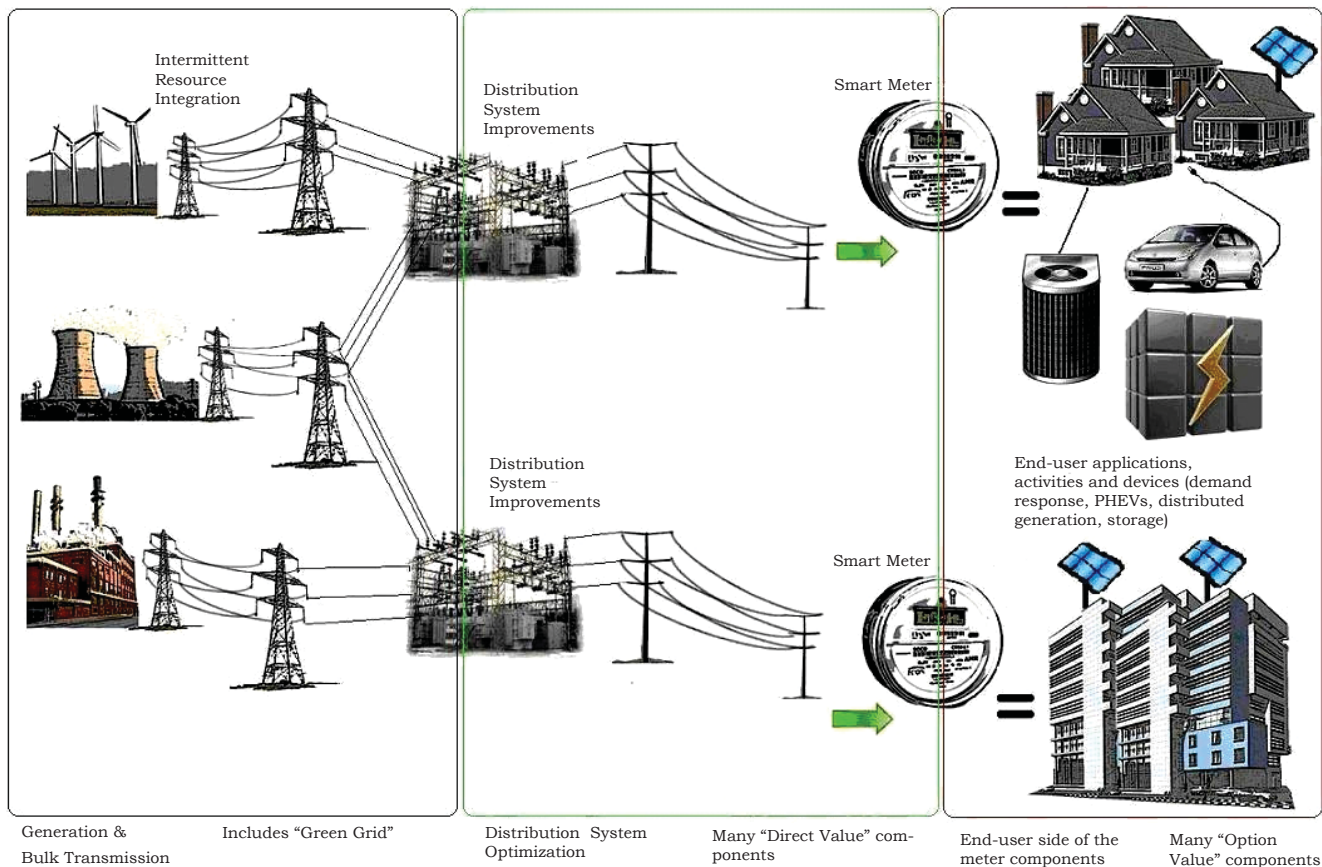 Intermittent
Resource
Integration
Distribution
System
Improvements
Smart Meter
Distribution
System
Improvements
Smart Meter
End-user applications,
activities and devices (demand
response, PHEVs, distributed
generation, storage)
Generation &
Bulk Transmission
Includes “Green Grid”
Distribution System
Optimization
Many “Direct Value” com-
ponents
End-user side of the
meter components
Many “Option
Value” components